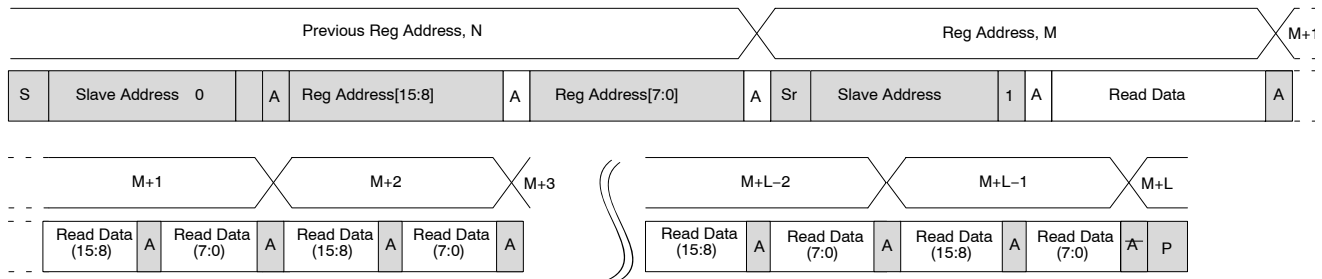 Previous Reg Address, N Reg Address, M M+1
S Slave Address 0 A Reg Address[15:8] A Reg Address[7:0] A Sr Slave Address 1 A Read Data A
M+1 M+2 M+3 M+L−2 M+L−1 M+L
Read Data A Read Data A Read Data A Read Data A Read Data A Read Data A Read Data A Read Data A̅ P
(15:8) (7:0) (15:8) (7:0) (15:8) (7:0) (15:8) (7:0)